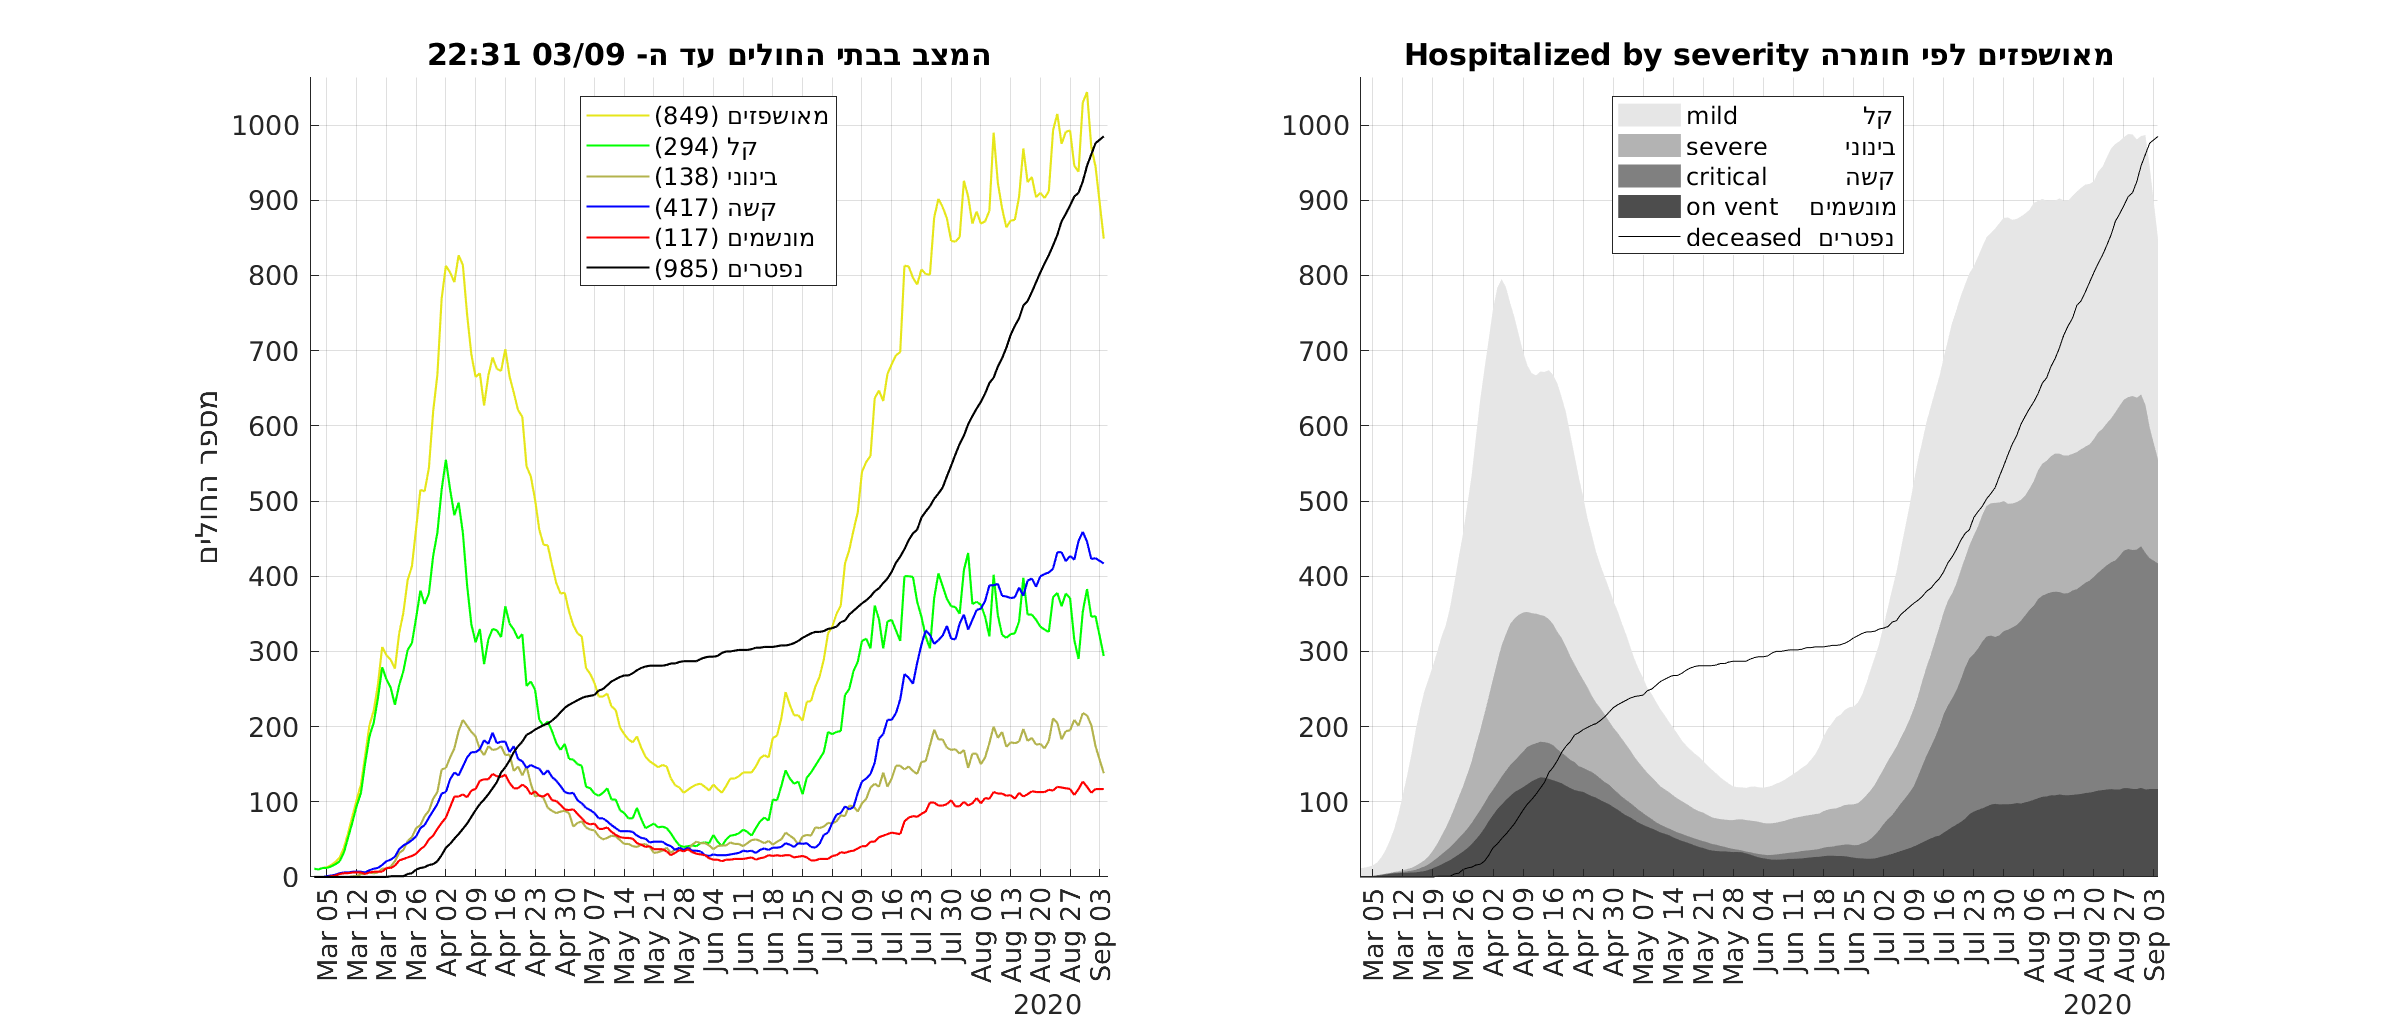 המצב בבתי החולים עד ה- 03/09 22:31
מספר החולים
1000
900
800
700
600
500
400
300
200
100
0
מאושפזים (849)
קל (294)
בינוני (138)
קשה (417)
מונשמים (117)
נפטרים (985)
Mar 05
Mar 12
Mar 19
Mar 26
Apr 02
Apr 09
Apr 16
Apr 23
Apr 30
May 07
May 14
May 21
May 28
Jun 04
Jun 11
Jun 18
Jun 25
Jul 02
Jul 09
Jul 16
Jul 23
Jul 30
Aug 06
Aug 13
Aug 20
Aug 27
Sep 03
2020
Hospitalized by severity מאושפזים לפי חומרה
1000
900
800
700
600
500
400
300
200
100
mild קל
severe בינוני
critical קשה
on vent מונשמים
deceased נפטרים
Mar 05
Mar 12
Mar 19
Mar 26
Apr 02
Apr 09
Apr 16
Apr 23
Apr 30
May 07
May 14
May 21
May 28
Jun 04
Jun 11
Jun 18
Jun 25
Jul 02
Jul 09
Jul 16
Jul 23
Jul 30
Aug 06
Aug 13
Aug 20
Aug 27
Sep 03
2020